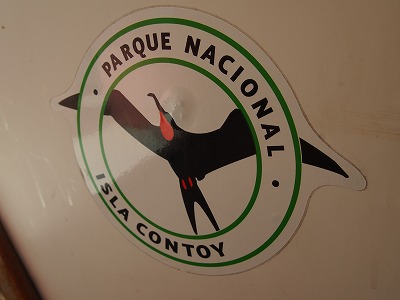 PARQUE NACIONAL
ISLA CONTOY